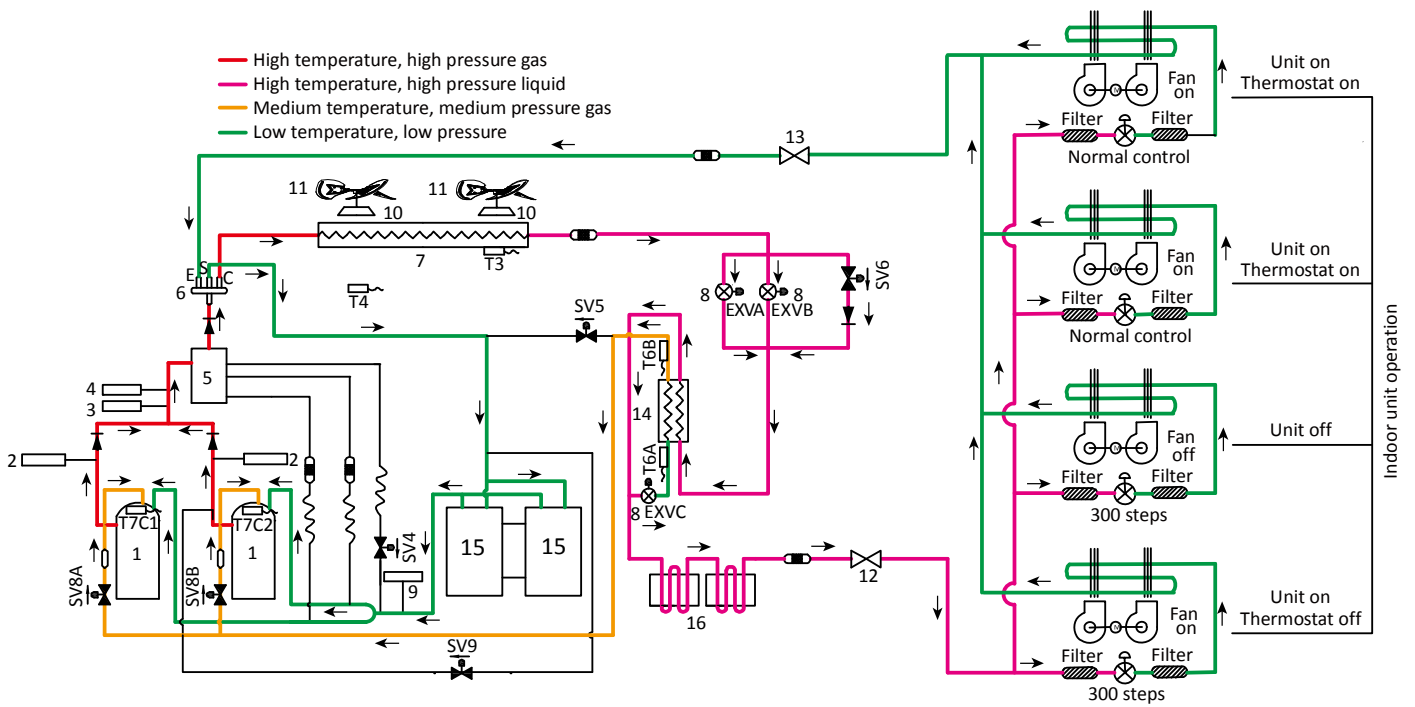 High temperature, high pressure gas
High temperature, high pressure liquid
Medium temperature, medium pressure gas
Low temperature, low pressure
13
11
11
10
10
7
T3
E
S
C
6
T4
SV5
8
EXVA
8
EXVB
SV6
T6B
14
T6A
8
EXVC
4
3
5
2
2
T7C1
T7C2
1
1
SV8A
SV8B
SV4
9
15
15
SV9
16
12
M
Fan
on
Filter
Filter
Normal control
Unit on
Thermostat on
M
Fan
on
Filter
Filter
Normal control
Unit on
Thermostat on
M
Fan
off
Filter
Filter
300 steps
Unit off
M
Fan
on
Filter
Filter
300 steps
Unit on
Thermostat off
Indoor unit operation